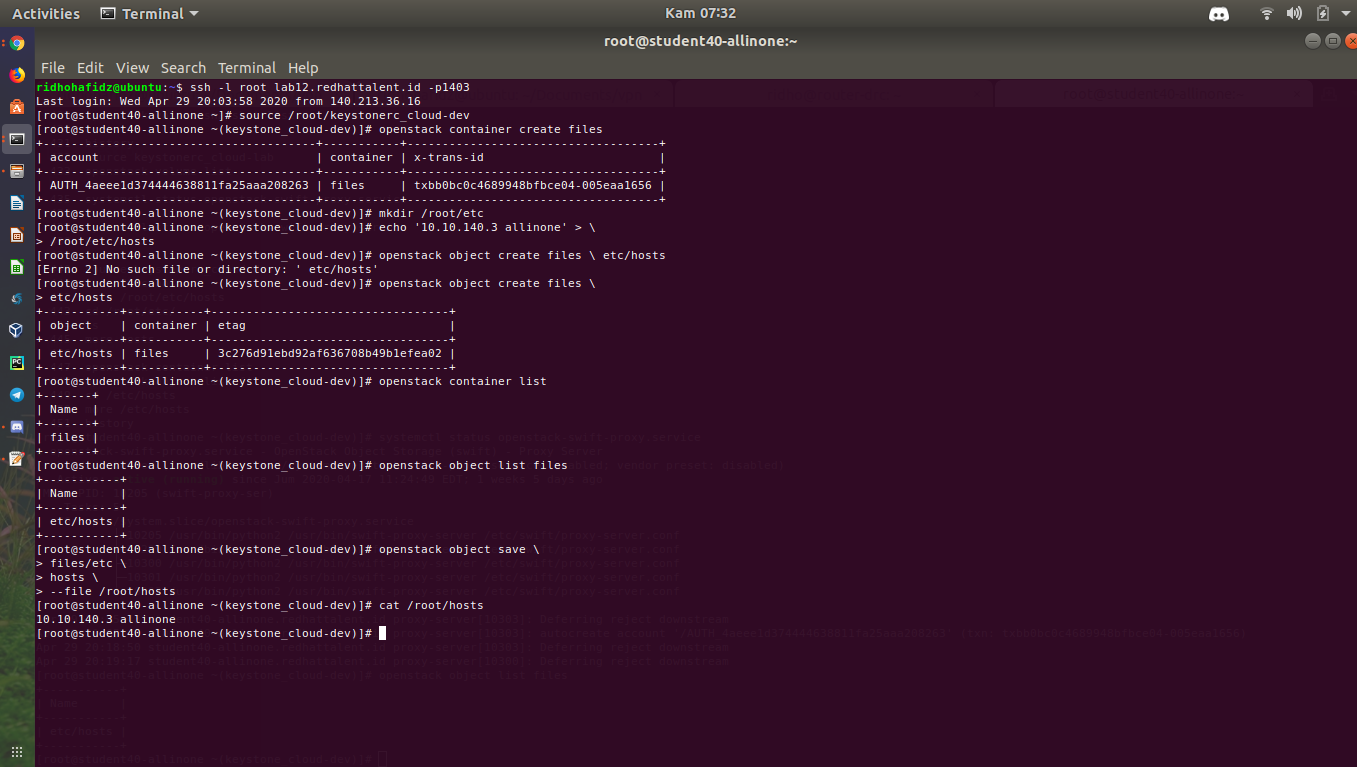 Activities Terminal Kam 07:32
root@student40-allinone:~
File Edit View Search Terminal Help
ridhohafidz@ubuntu:~$ ssh -l root lab12.redhattalent.id -p1403
Last login: Wed Apr 29 20:03:58 2020 from 140.213.36.16
[root@student40-allinone ~]# source /root/keystonerc_cloud-dev
[root@student40-allinone ~(keystone_cloud-dev)]# openstack container create files
+---------------------------------------+-----------+------------------------------------+
| account                               | container | x-trans-id                         |
+---------------------------------------+-----------+------------------------------------+
| AUTH_4aeee1d374444638811fa25aaa208263 | files     | txbb0bc0c4689948bfbce04-005eaa1656 |
+---------------------------------------+-----------+------------------------------------+
[root@student40-allinone ~(keystone_cloud-dev)]# mkdir /root/etc
[root@student40-allinone ~(keystone_cloud-dev)]# echo '10.10.140.3 allinone' > \
> /root/etc/hosts
[root@student40-allinone ~(keystone_cloud-dev)]# openstack object create files \ etc/hosts
[Errno 2] No such file or directory: ' etc/hosts'
[root@student40-allinone ~(keystone_cloud-dev)]# openstack object create files \
> etc/hosts
+-----------+-----------+----------------------------------+
| object    | container | etag                             |
+-----------+-----------+----------------------------------+
| etc/hosts | files     | 3c276d91ebd92af636708b49b1efea02 |
+-----------+-----------+----------------------------------+
[root@student40-allinone ~(keystone_cloud-dev)]# openstack container list
+-------+
| Name  |
+-------+
| files |
+-------+
[root@student40-allinone ~(keystone_cloud-dev)]# openstack object list files
+-----------+
| Name      |
+-----------+
| etc/hosts |
+-----------+
[root@student40-allinone ~(keystone_cloud-dev)]# openstack object save \
> files/etc \
> hosts \
> --file /root/hosts
[root@student40-allinone ~(keystone_cloud-dev)]# cat /root/hosts
10.10.140.3 allinone
[root@student40-allinone ~(keystone_cloud-dev)]#